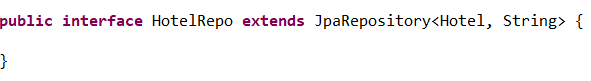 public interface HotelRepo extends JpaRepository<Hotel, String> {
}